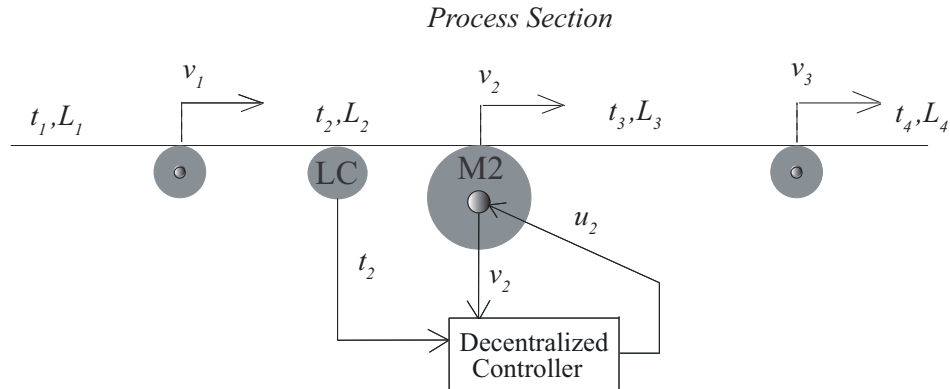 Process Section
v₁
v₂
v₃
t₁,L₁
t₂,L₂
t₃,L₃
t₄,L₄
LC
M2
u₂
t₂
v₂
Decentralized
Controller